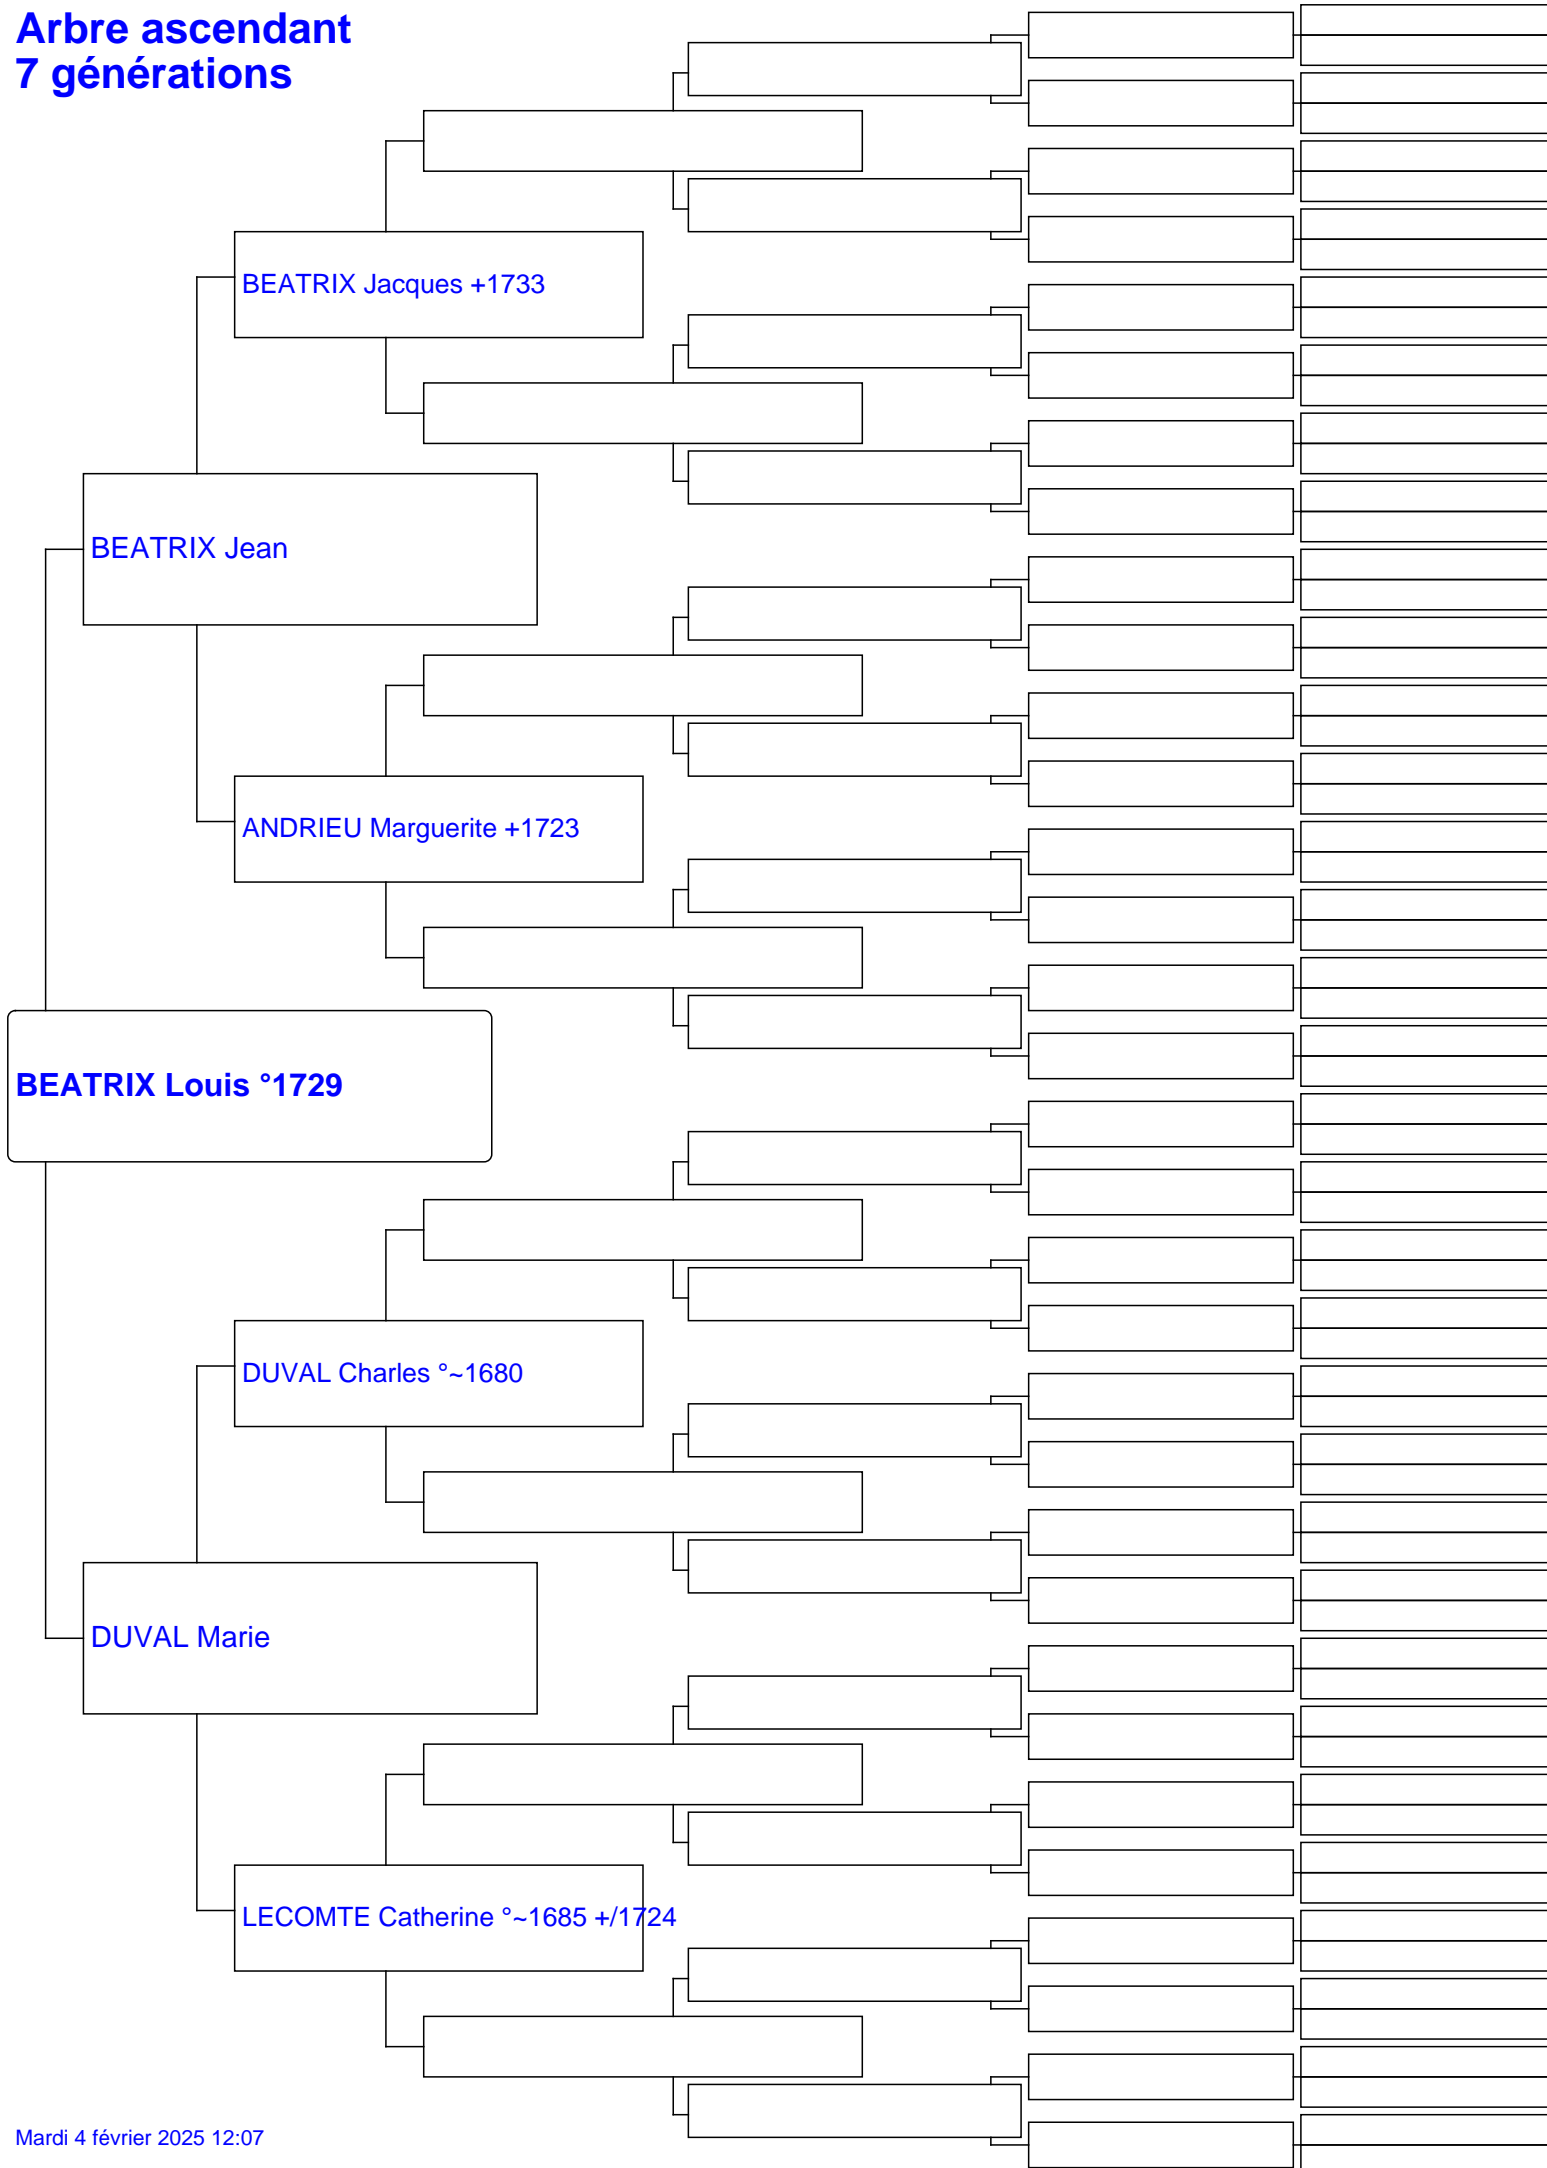 Arbre ascendant
7 générations
BEATRIX Jacques +1733
BEATRIX Jean
ANDRIEU Marguerite +1723
BEATRIX Louis °1729
DUVAL Charles °~1680
DUVAL Marie
LECOMTE Catherine °~1685 +/1724
Mardi 4 février 2025 12:07